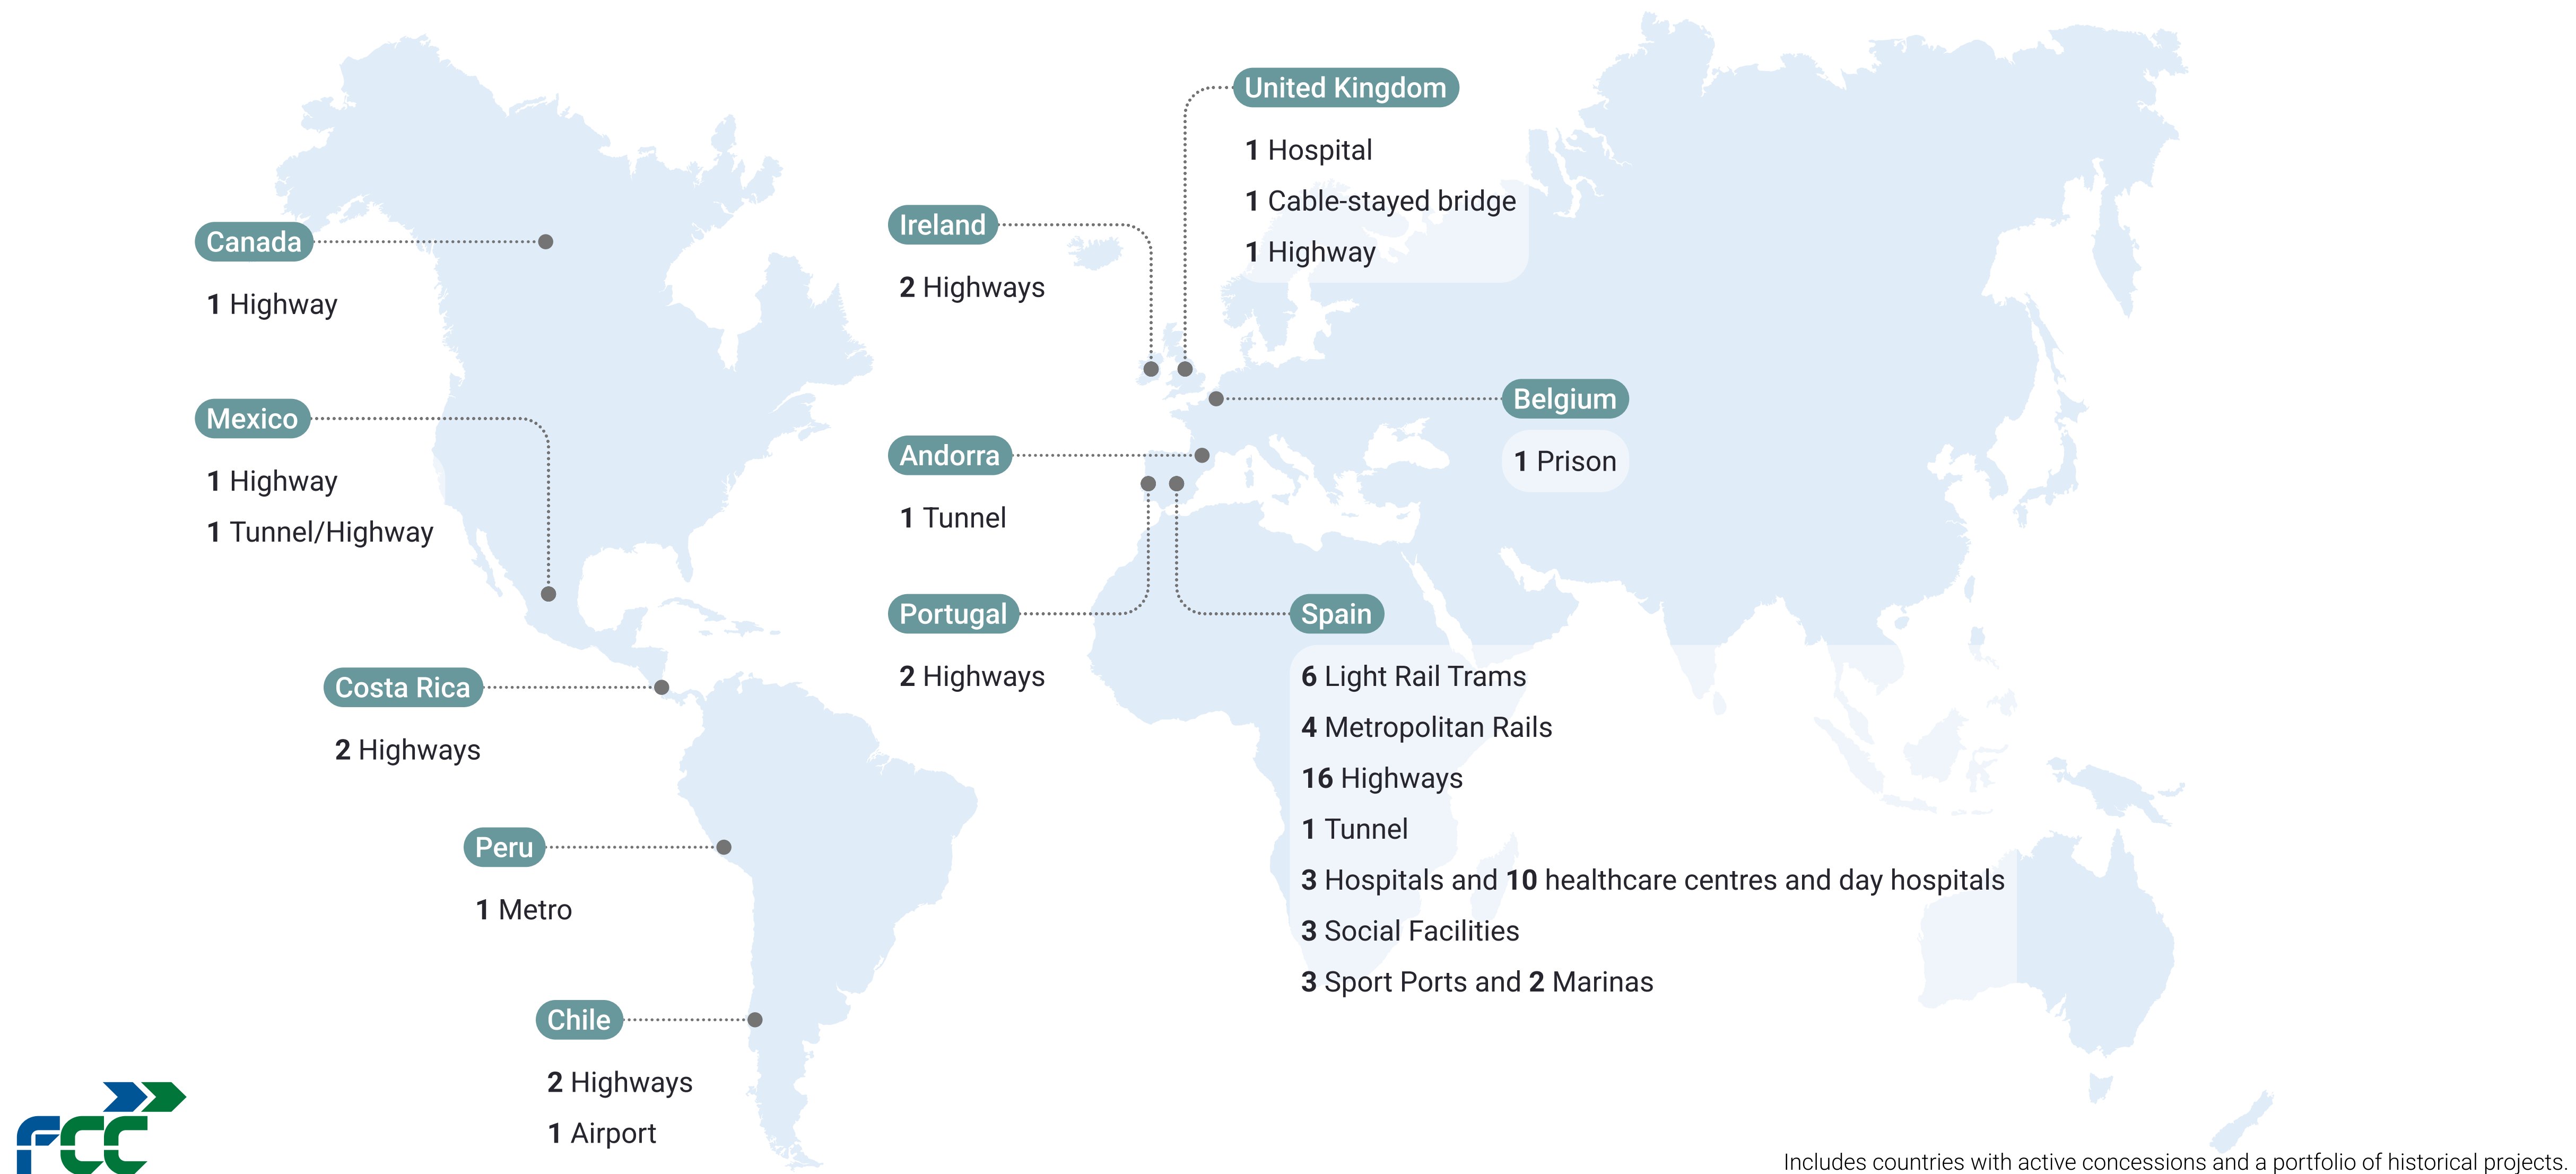 Canada
1 Highway
Mexico
1 Highway
1 Tunnel/Highway
Costa Rica
2 Highways
Peru
1 Metro
Chile
2 Highways
1 Airport
Ireland
2 Highways
United Kingdom
1 Hospital
1 Cable-stayed bridge
1 Highway
Belgium
1 Prison
Andorra
1 Tunnel
Portugal
2 Highways
Spain
6 Light Rail Trams
4 Metropolitan Rails
16 Highways
1 Tunnel
3 Hospitals and 10 healthcare centres and day hospitals
3 Social Facilities
3 Sport Ports and 2 Marinas
FCC
Includes countries with active concessions and a portfolio of historical projects